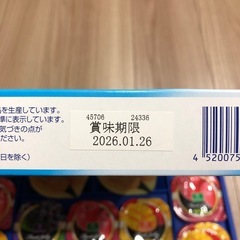 を生産しています。
準に表示しています。
気づきの点が
日を除く）
45706 24336
賞味期限
2026.01.26
4 520075